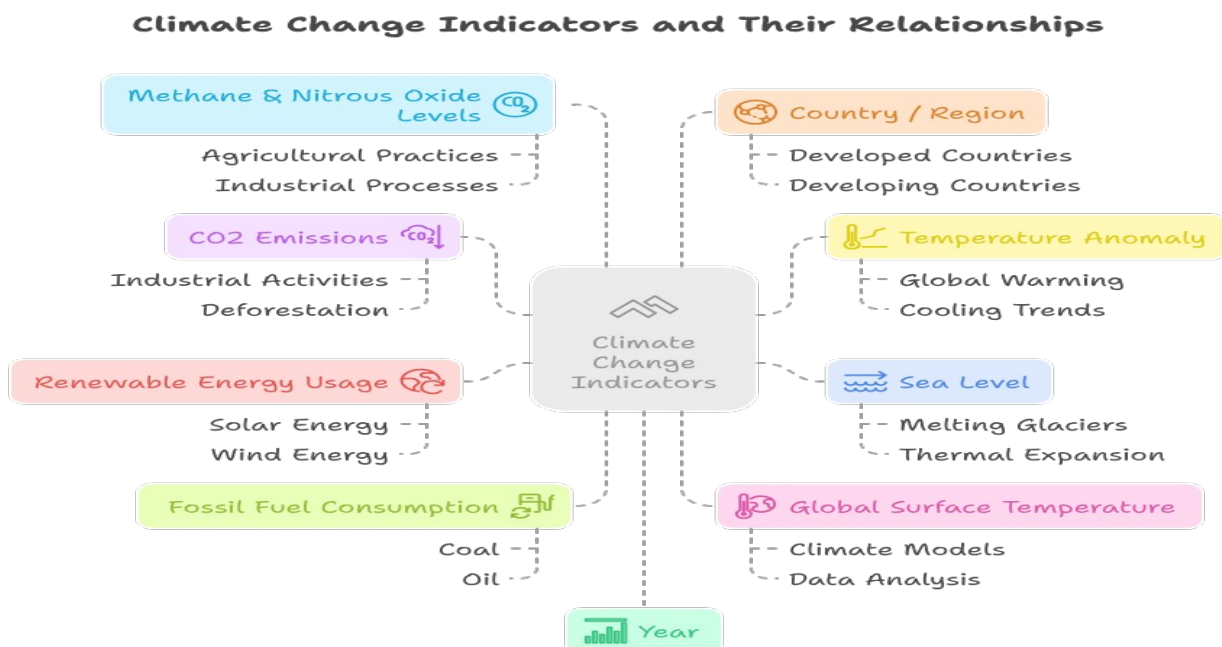 Climate Change Indicators and Their Relationships
Methane & Nitrous Oxide
Levels
CO2
Agricultural Practices
Industrial Processes
CO2 Emissions
CO2
Industrial Activities
Deforestation
Renewable Energy Usage
Solar Energy
Wind Energy
Fossil Fuel Consumption
Coal
Oil
Climate
Change
Indicators
Country / Region
Developed Countries
Developing Countries
Temperature Anomaly
Global Warming
Cooling Trends
Sea Level
Melting Glaciers
Thermal Expansion
Global Surface Temperature
Climate Models
Data Analysis
Year